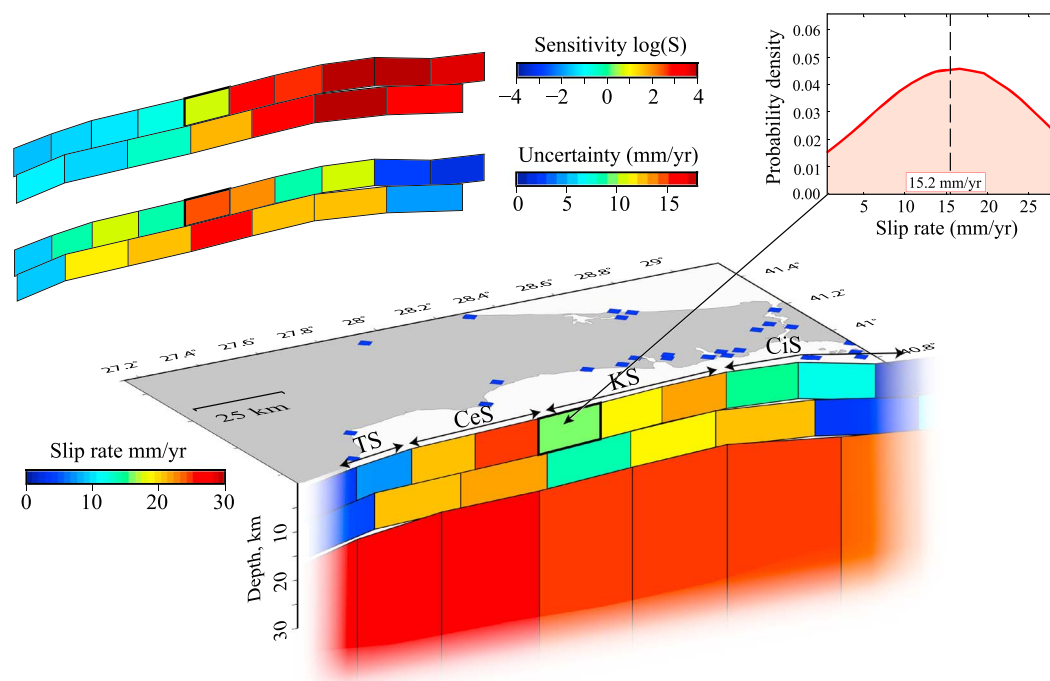 Sensitivity log(S)
−4 −2 0 2 4
Uncertainty (mm/yr)
0 5 10 15
Probability density
0.06
0.05
0.04
0.03
0.02
0.01
0.00
15.2 mm/yr
5 10 15 20 25
Slip rate (mm/yr)
27.2° 27.4° 27.6° 27.8° 28° 28.2° 28.4° 28.6° 28.8° 29°
41.4°
41.2°
41°
40.8°
25 km
TS CeS KS CiS
Slip rate mm/yr
0 10 20 30
Depth, km
10
20
30